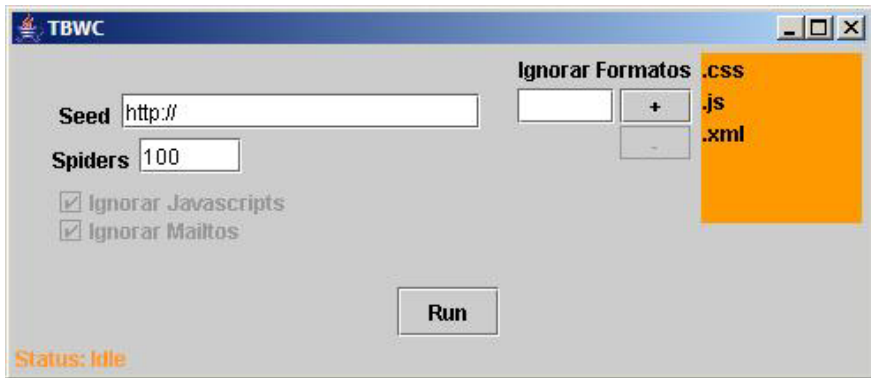 TBWC
Ignorar Formatos
.css
.js
.xml
+
-
Seed http://
Spiders 100
Ignorar Javascripts
Ignorar Mailtos
Run
Status: Idle